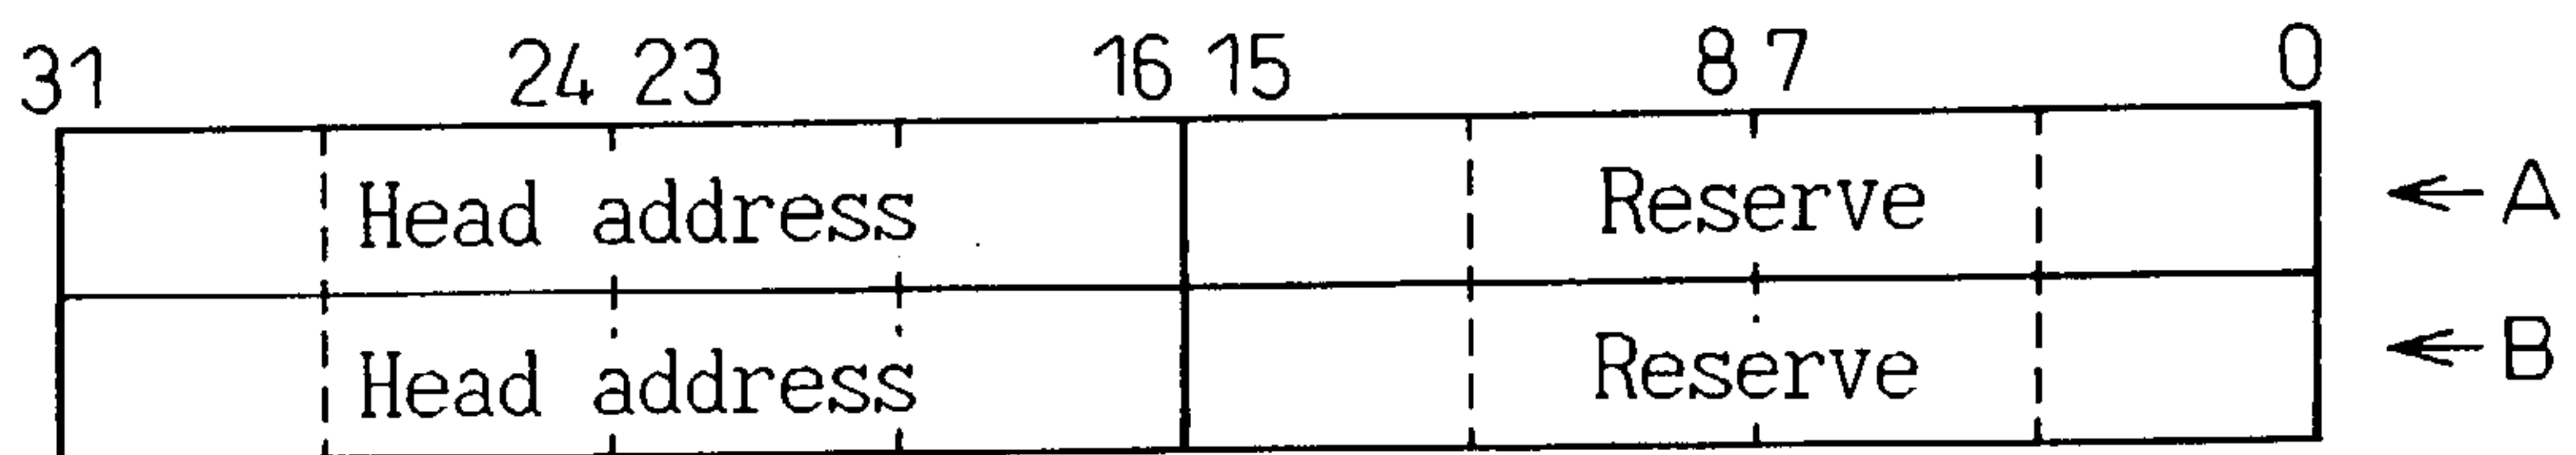 31 24 23 16 15 8 7 0
Head address Reserve A
Head address Reserve B